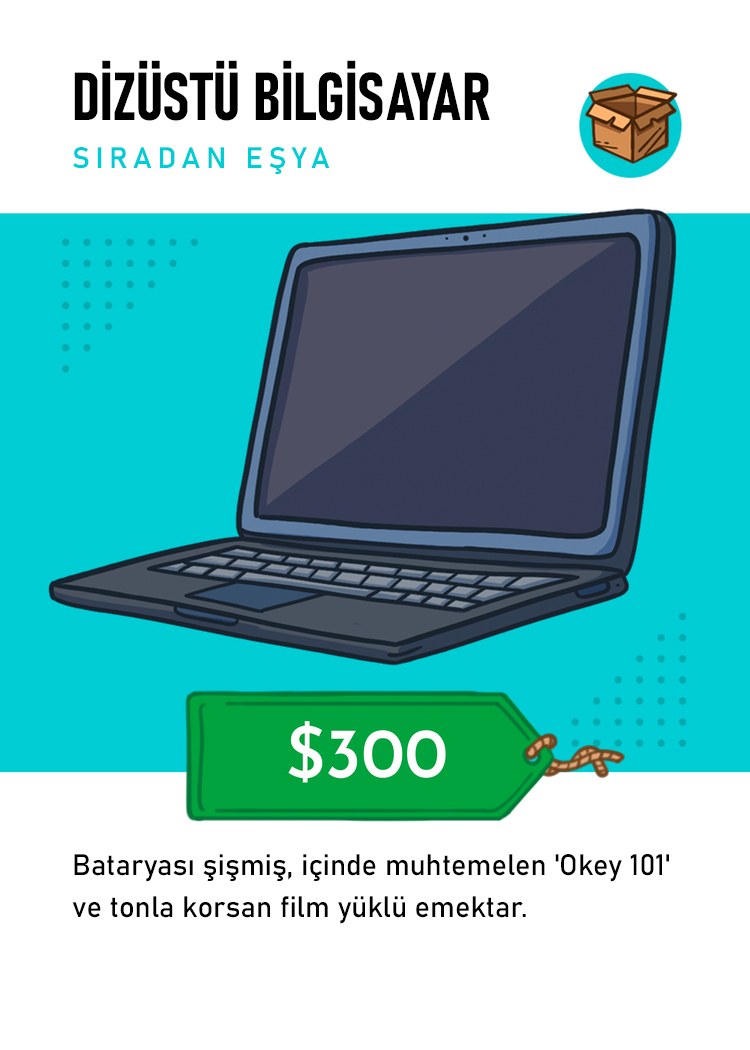 DİZÜSTÜ BİLGİSAYAR
SIRADAN EŞYA
$300
Bataryası şişmiş, içinde muhtemelen 'Okey 101'
ve tonla korsan film yüklü emektar.